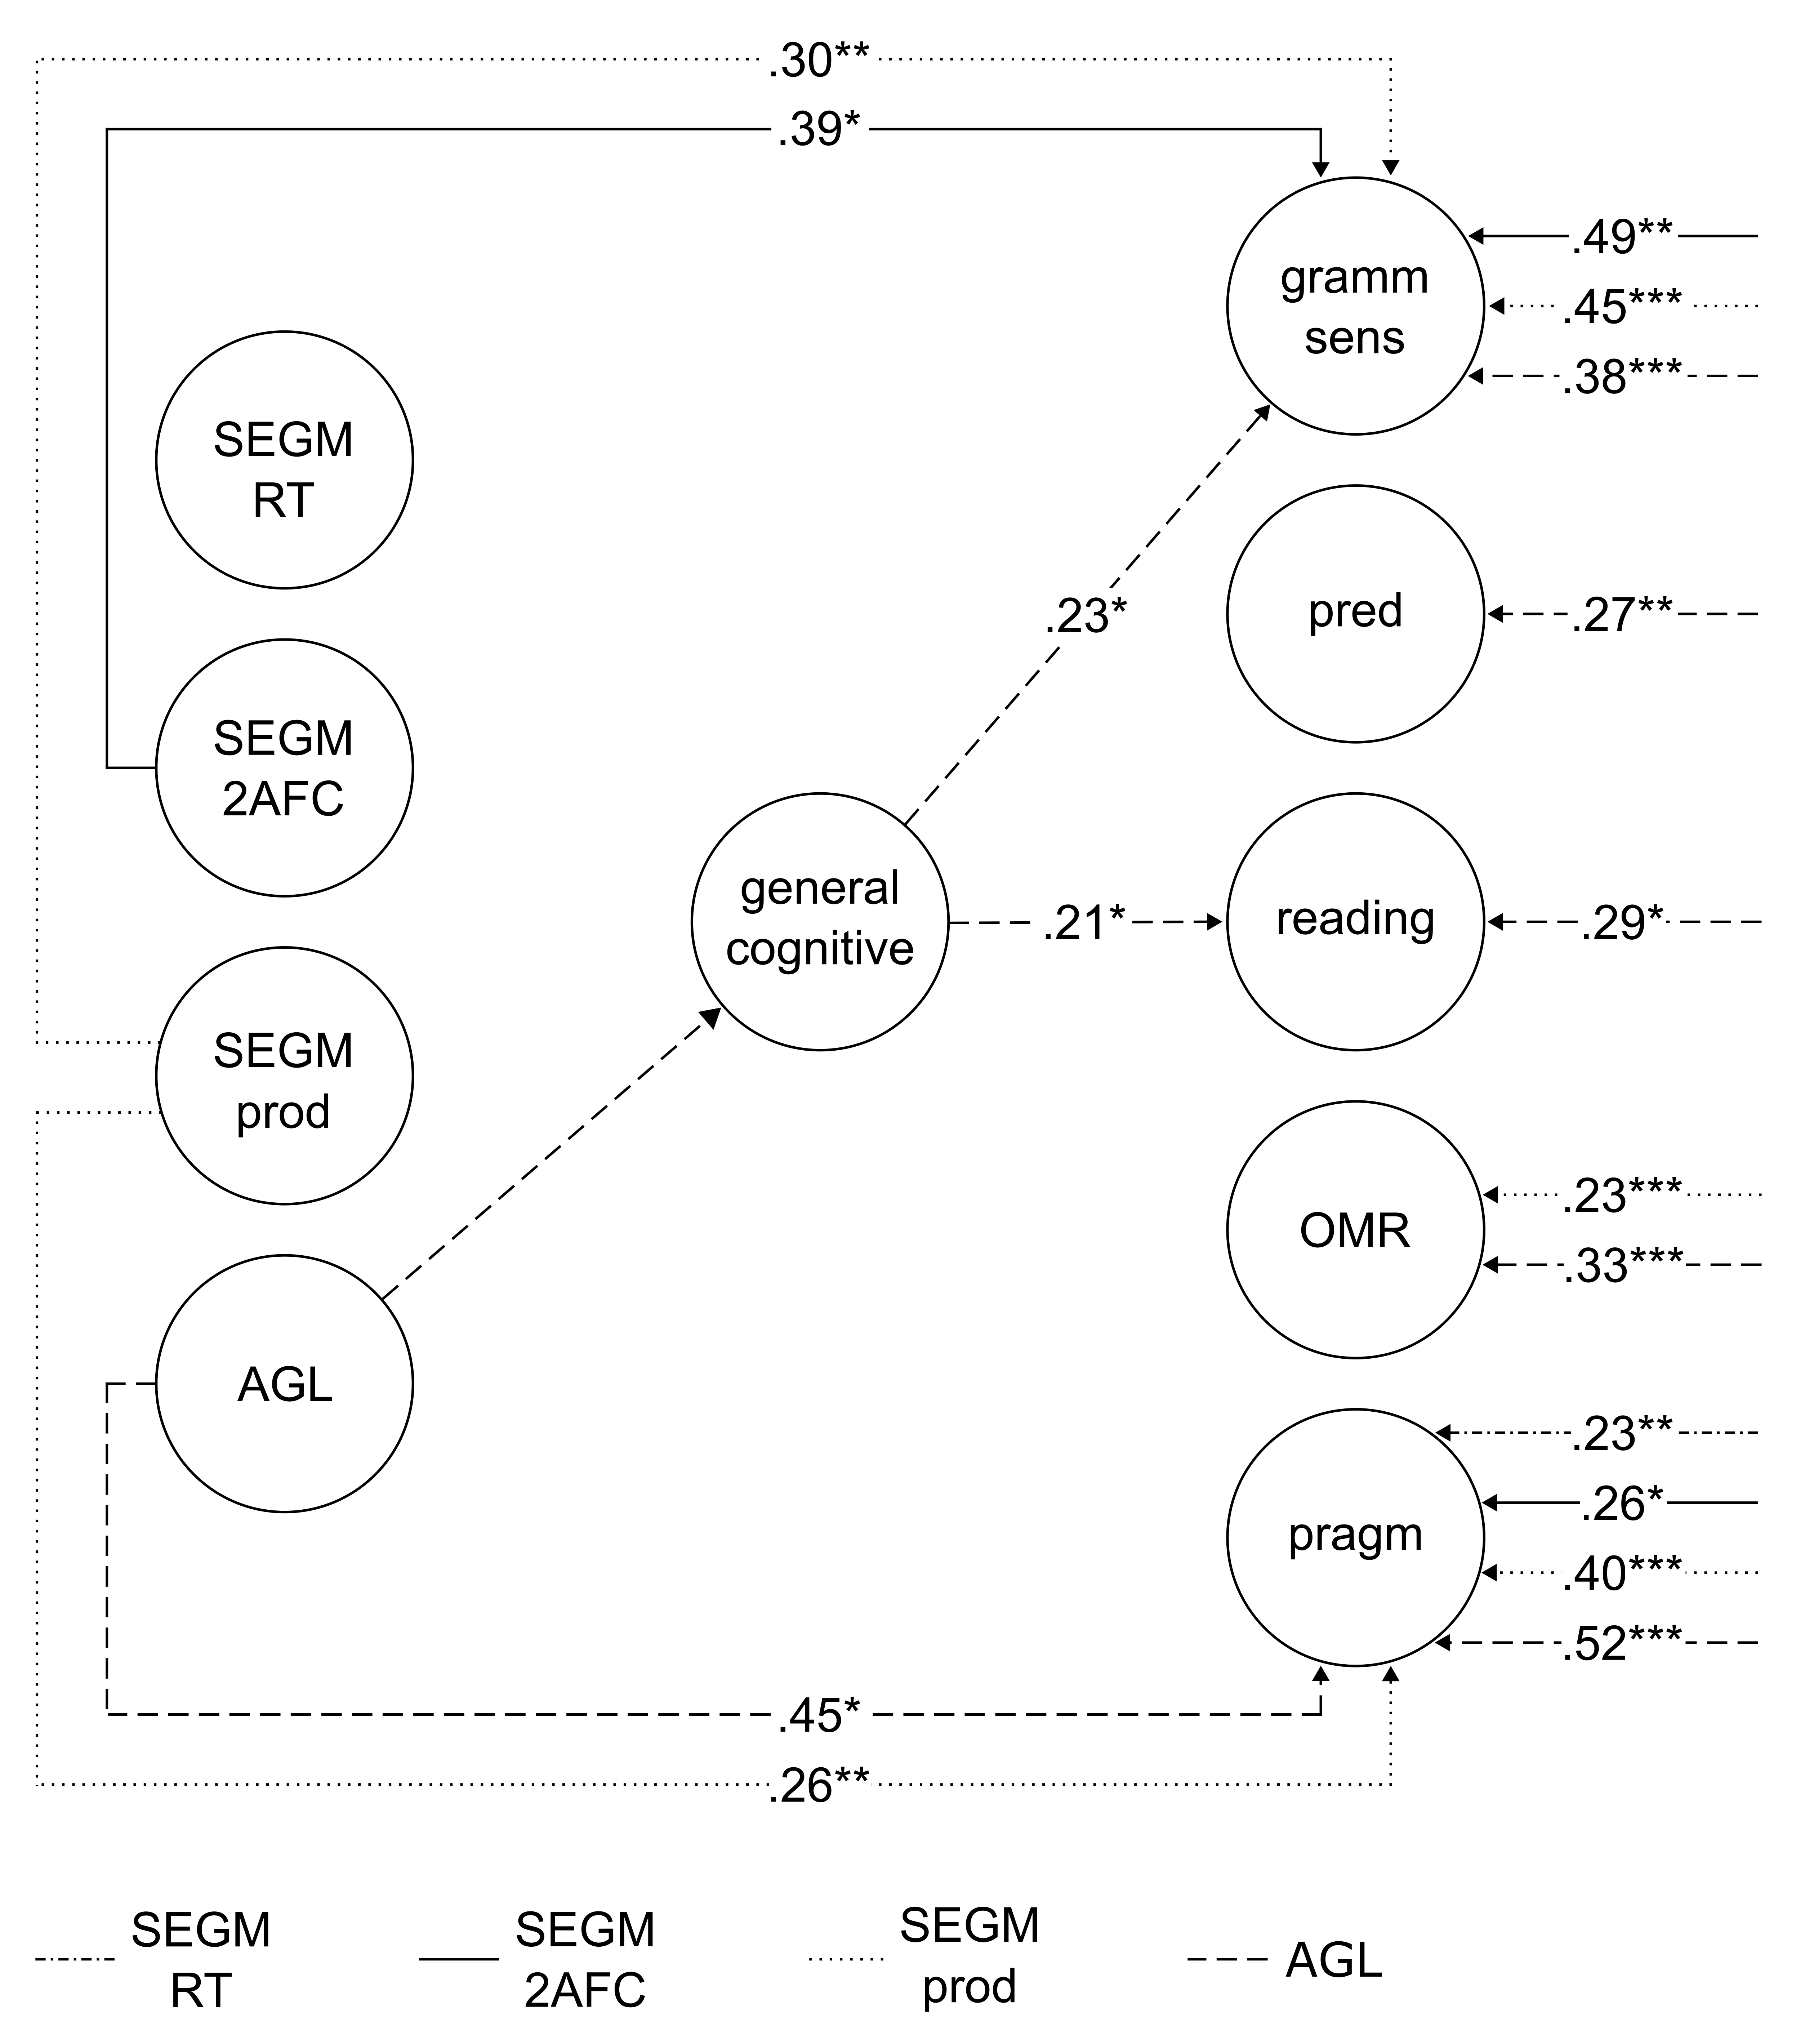 .30**
.39*
.49**
gramm
sens
.45***
.38***
SEGM
RT
.23*
pred
.27**
SEGM
2AFC
general
cognitive
.21*
reading
.29*
SEGM
prod
.23***
OMR
.33***
AGL
.23**
.26*
pragm
.40***
.52***
.45*
.26**
SEGM
RT
SEGM
2AFC
SEGM
prod
AGL